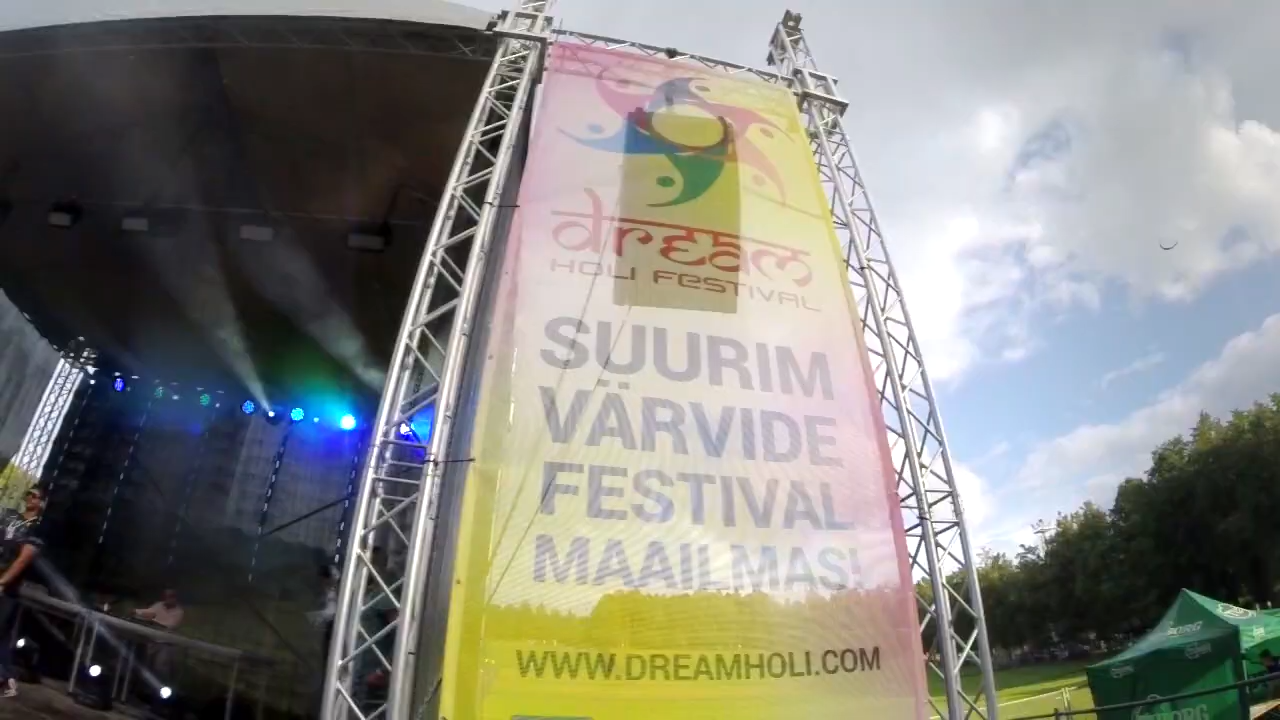 dream
HOLI FESTIVAL
SUURIM
VÄRVIDE
FESTIVAL
MAAILMAS!
WWW.DREAMHOLI.COM